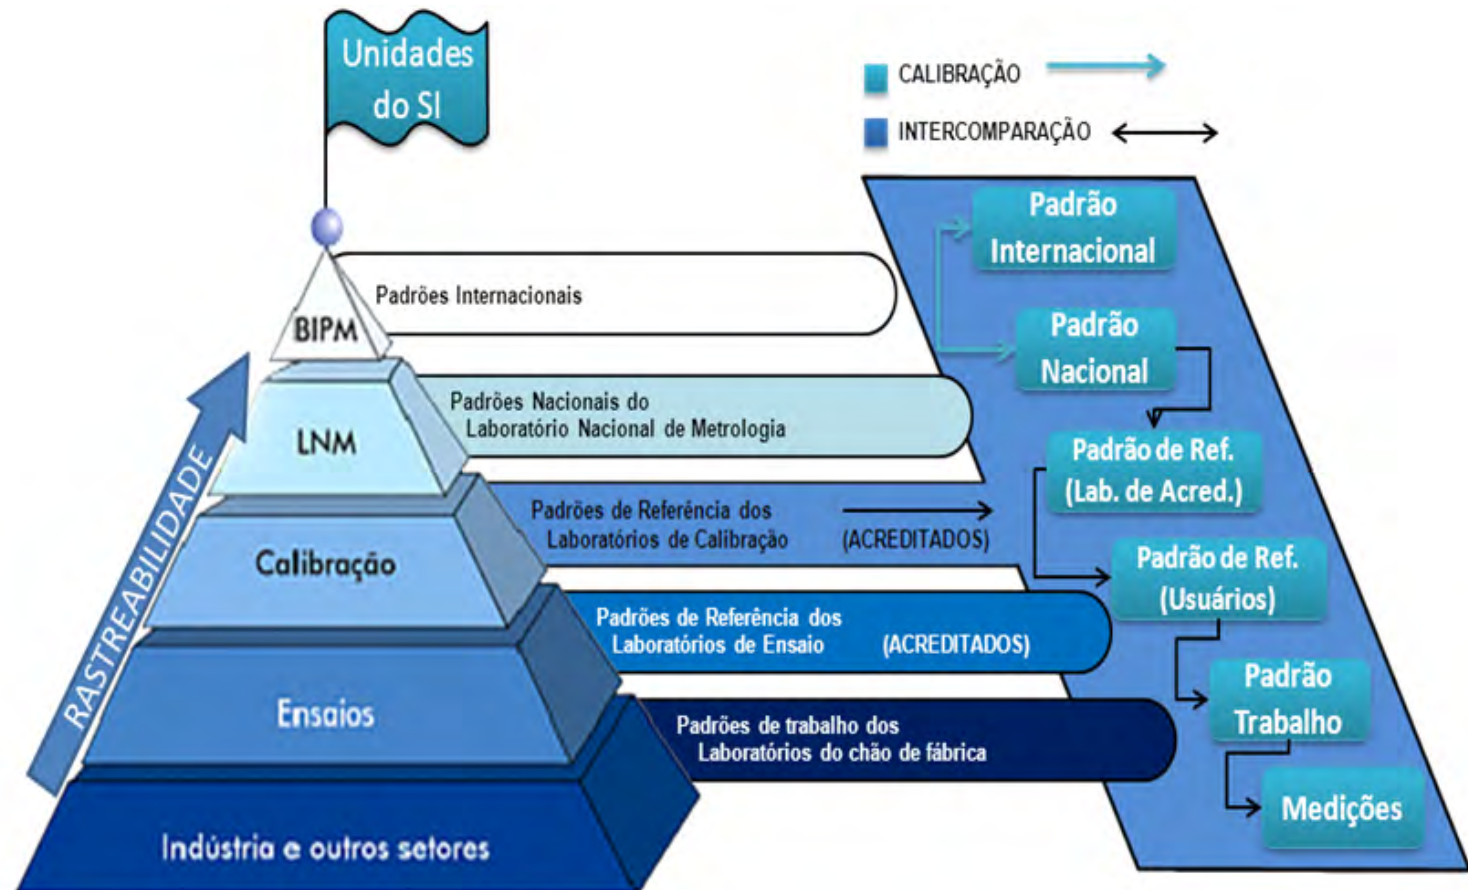 Unidades
do SI
CALIBRAÇÃO
INTERCOMPARAÇÃO
BIPM
LNM
Calibração
Ensaios
Indústria e outros setores
RASTREABILIDADE
Padrões Internacionais
Padrões Nacionais do
Laboratório Nacional de Metrologia
Padrões de Referência dos
Laboratórios de Calibração (ACREDITADOS)
Padrões de Referência dos
Laboratórios de Ensaio (ACREDITADOS)
Padrões de trabalho dos
Laboratórios do chão de fábrica
Padrão
Internacional
Padrão
Nacional
Padrão de Ref.
(Lab. de Acred.)
Padrão de Ref.
(Usuários)
Padrão
Trabalho
Medições